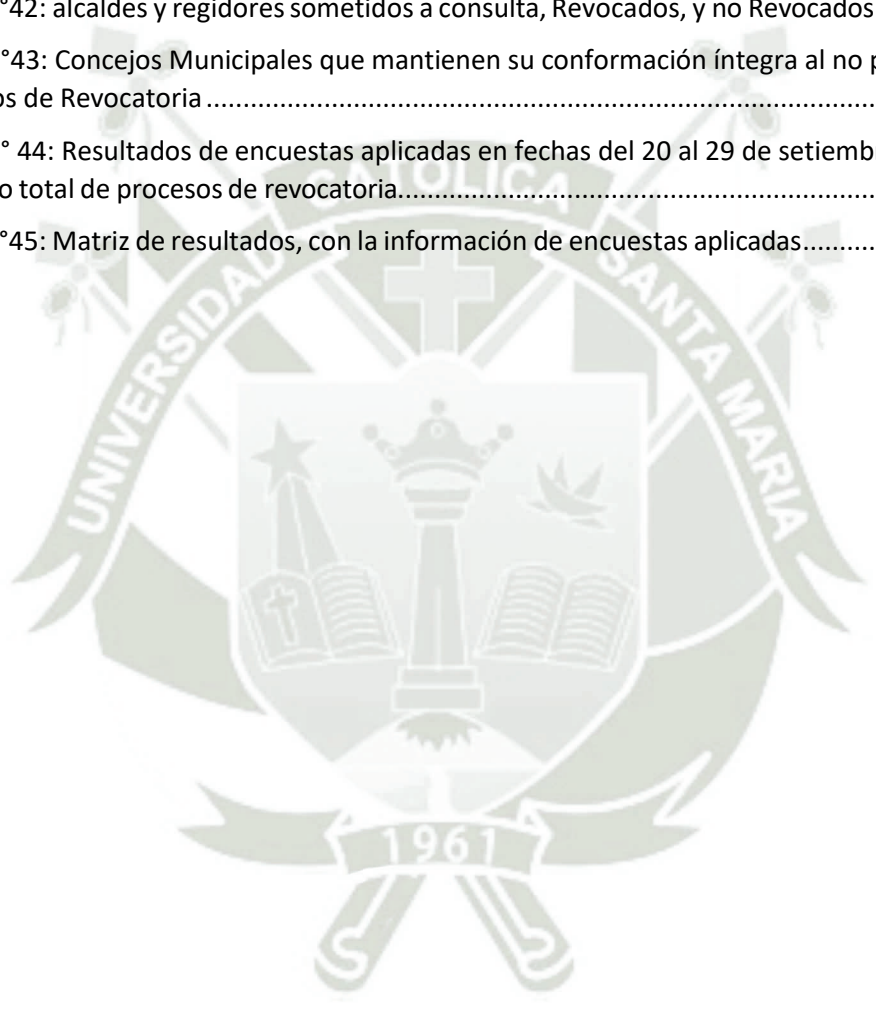 °42: alcaldes y regidores sometidos a consulta, Revocados, y no Revocados
°43: Concejos Municipales que mantienen su conformación íntegra al no p
os de Revocatoria................................................................................
° 44: Resultados de encuestas aplicadas en fechas del 20 al 29 de setiemb
o total de procesos de revocatoria.........................................................
°45: Matriz de resultados, con la información de encuestas aplicadas..........
UNIVERSIDAD CATOLICA SANTA MARIA
1961